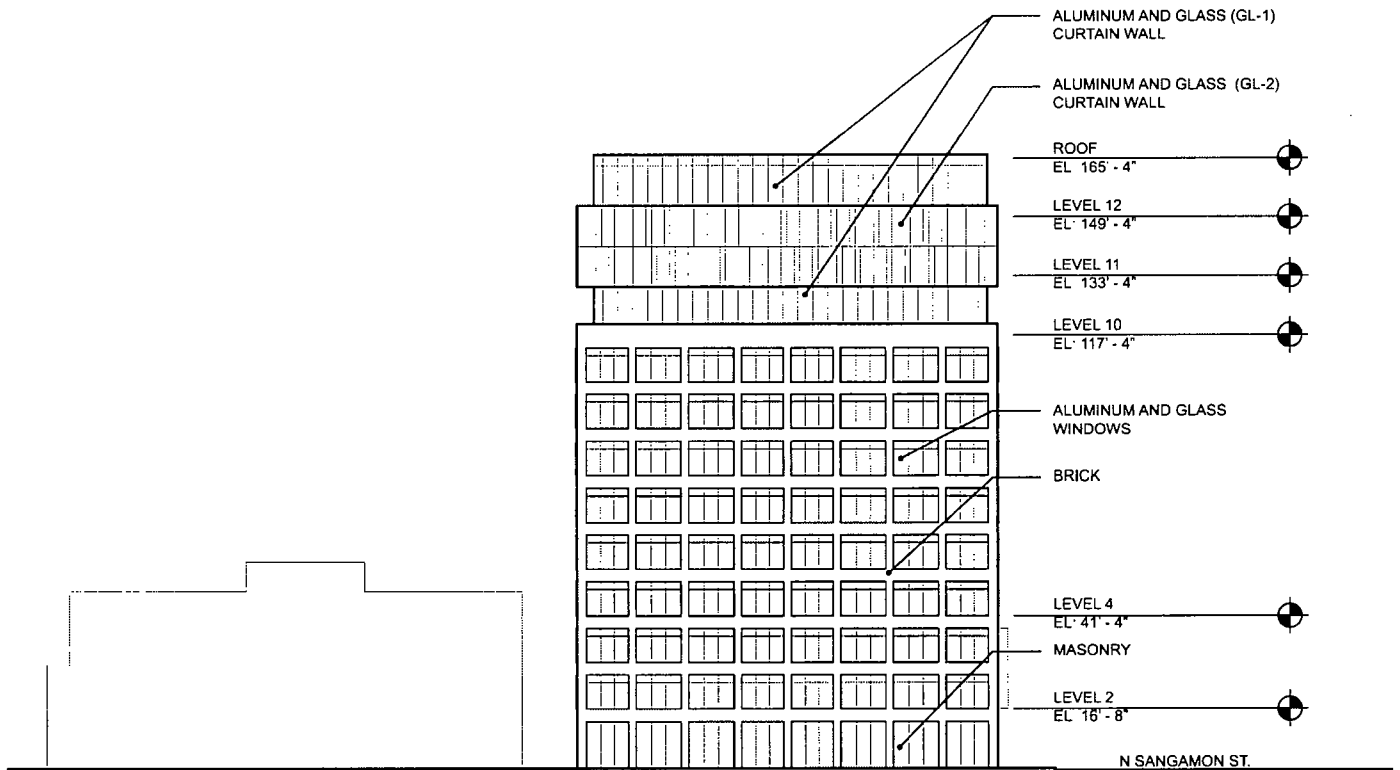 ALUMINUM AND GLASS (GL-1)
CURTAIN WALL
ALUMINUM AND GLASS (GL-2)
CURTAIN WALL
ROOF
EL 165' - 4"
LEVEL 12
EL· 149' - 4"
LEVEL 11
EL 133' - 4"
LEVEL 10
EL· 117' - 4"
ALUMINUM AND GLASS
WINDOWS
BRICK
LEVEL 4
EL· 41' - 4"
MASONRY
LEVEL 2
EL 16' - 8"
N SANGAMON ST.